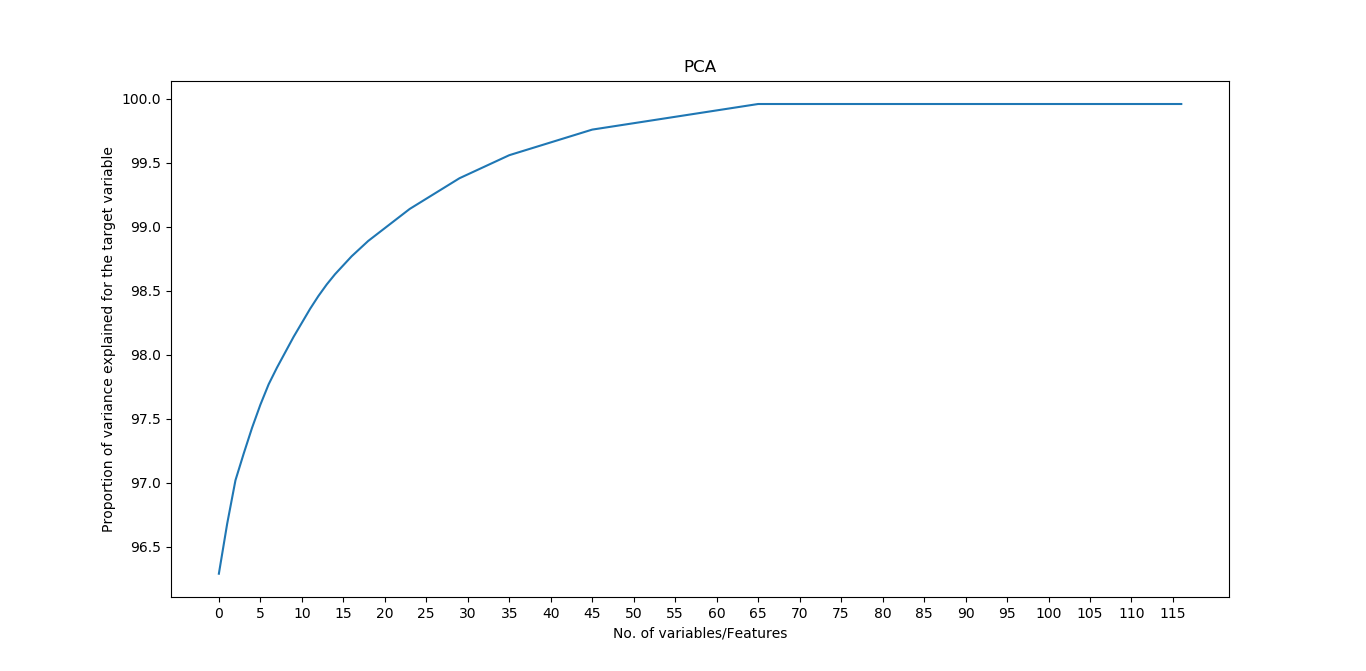 PCA
Proportion of variance explained for the target variable
100.0
99.5
99.0
98.5
98.0
97.5
97.0
96.5
0 5 10 15 20 25 30 35 40 45 50 55 60 65 70 75 80 85 90 95 100 105 110 115
No. of variables/Features